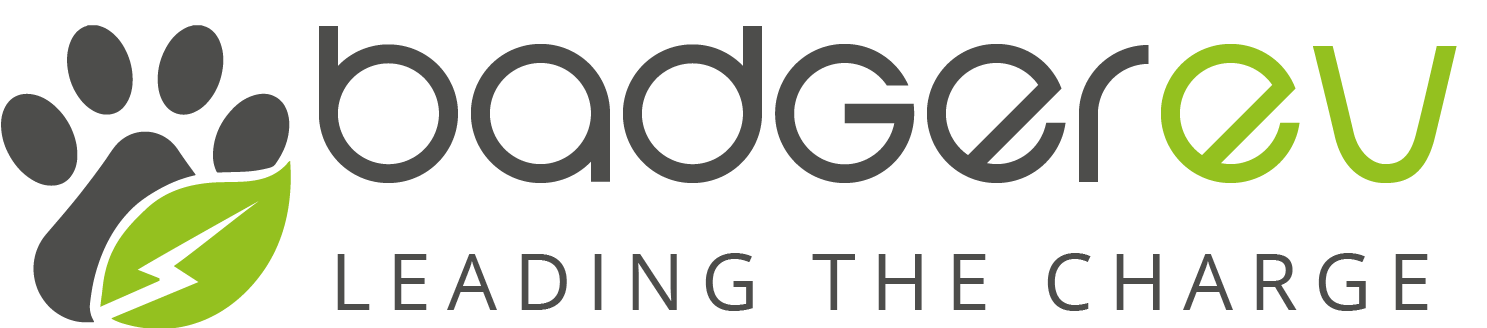 badGerev
LEADING THE CHARGE